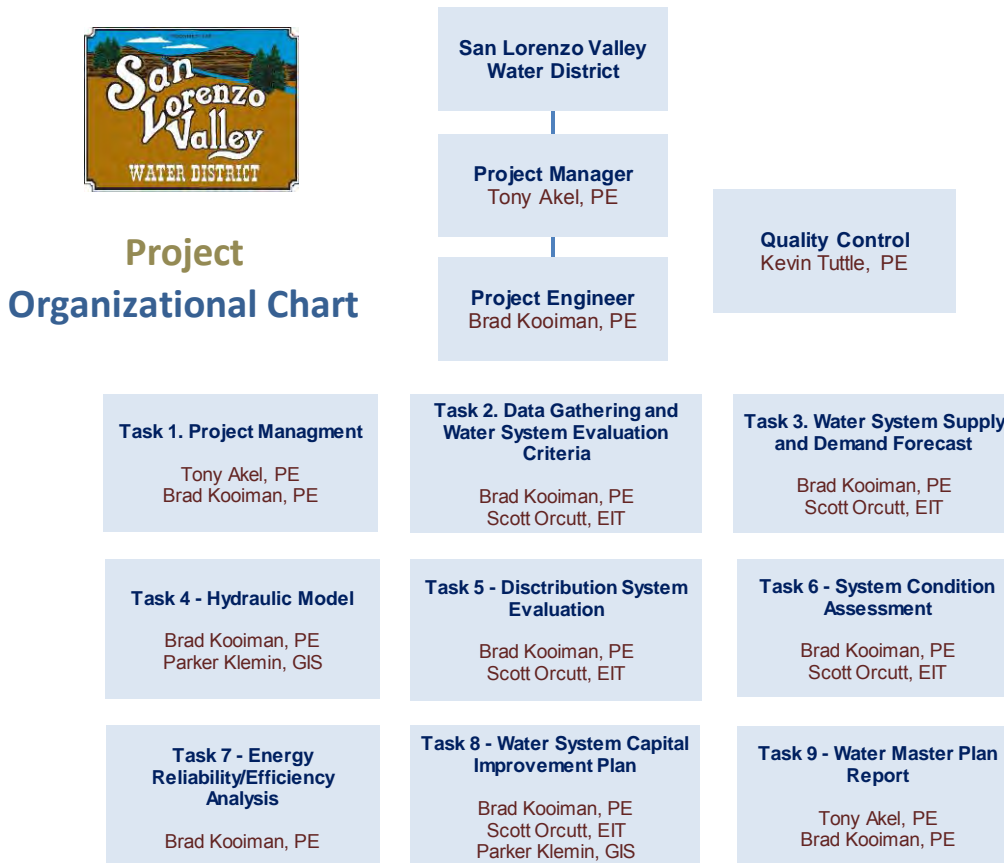 San
Lorenzo
Valley
WATER DISTRICT
Project
Organizational Chart
San Lorenzo Valley
Water District
Project Manager
Tony Akel, PE
Quality Control
Kevin Tuttle, PE
Project Engineer
Brad Kooiman, PE
Task 1. Project Managment
Tony Akel, PE
Brad Kooiman, PE
Task 2. Data Gathering and
Water System Evaluation
Criteria
Brad Kooiman, PE
Scott Orcutt, EIT
Task 3. Water System Supply
and Demand Forecast
Brad Kooiman, PE
Scott Orcutt, EIT
Task 4 - Hydraulic Model
Brad Kooiman, PE
Parker Klemin, GIS
Task 5 - Disctribution System
Evaluation
Brad Kooiman, PE
Scott Orcutt, EIT
Task 6 - System Condition
Assessment
Brad Kooiman, PE
Scott Orcutt, EIT
Task 7 - Energy
Reliability/Efficiency
Analysis
Brad Kooiman, PE
Task 8 - Water System Capital
Improvement Plan
Brad Kooiman, PE
Scott Orcutt, EIT
Parker Klemin, GIS
Task 9 - Water Master Plan
Report
Tony Akel, PE
Brad Kooiman, PE